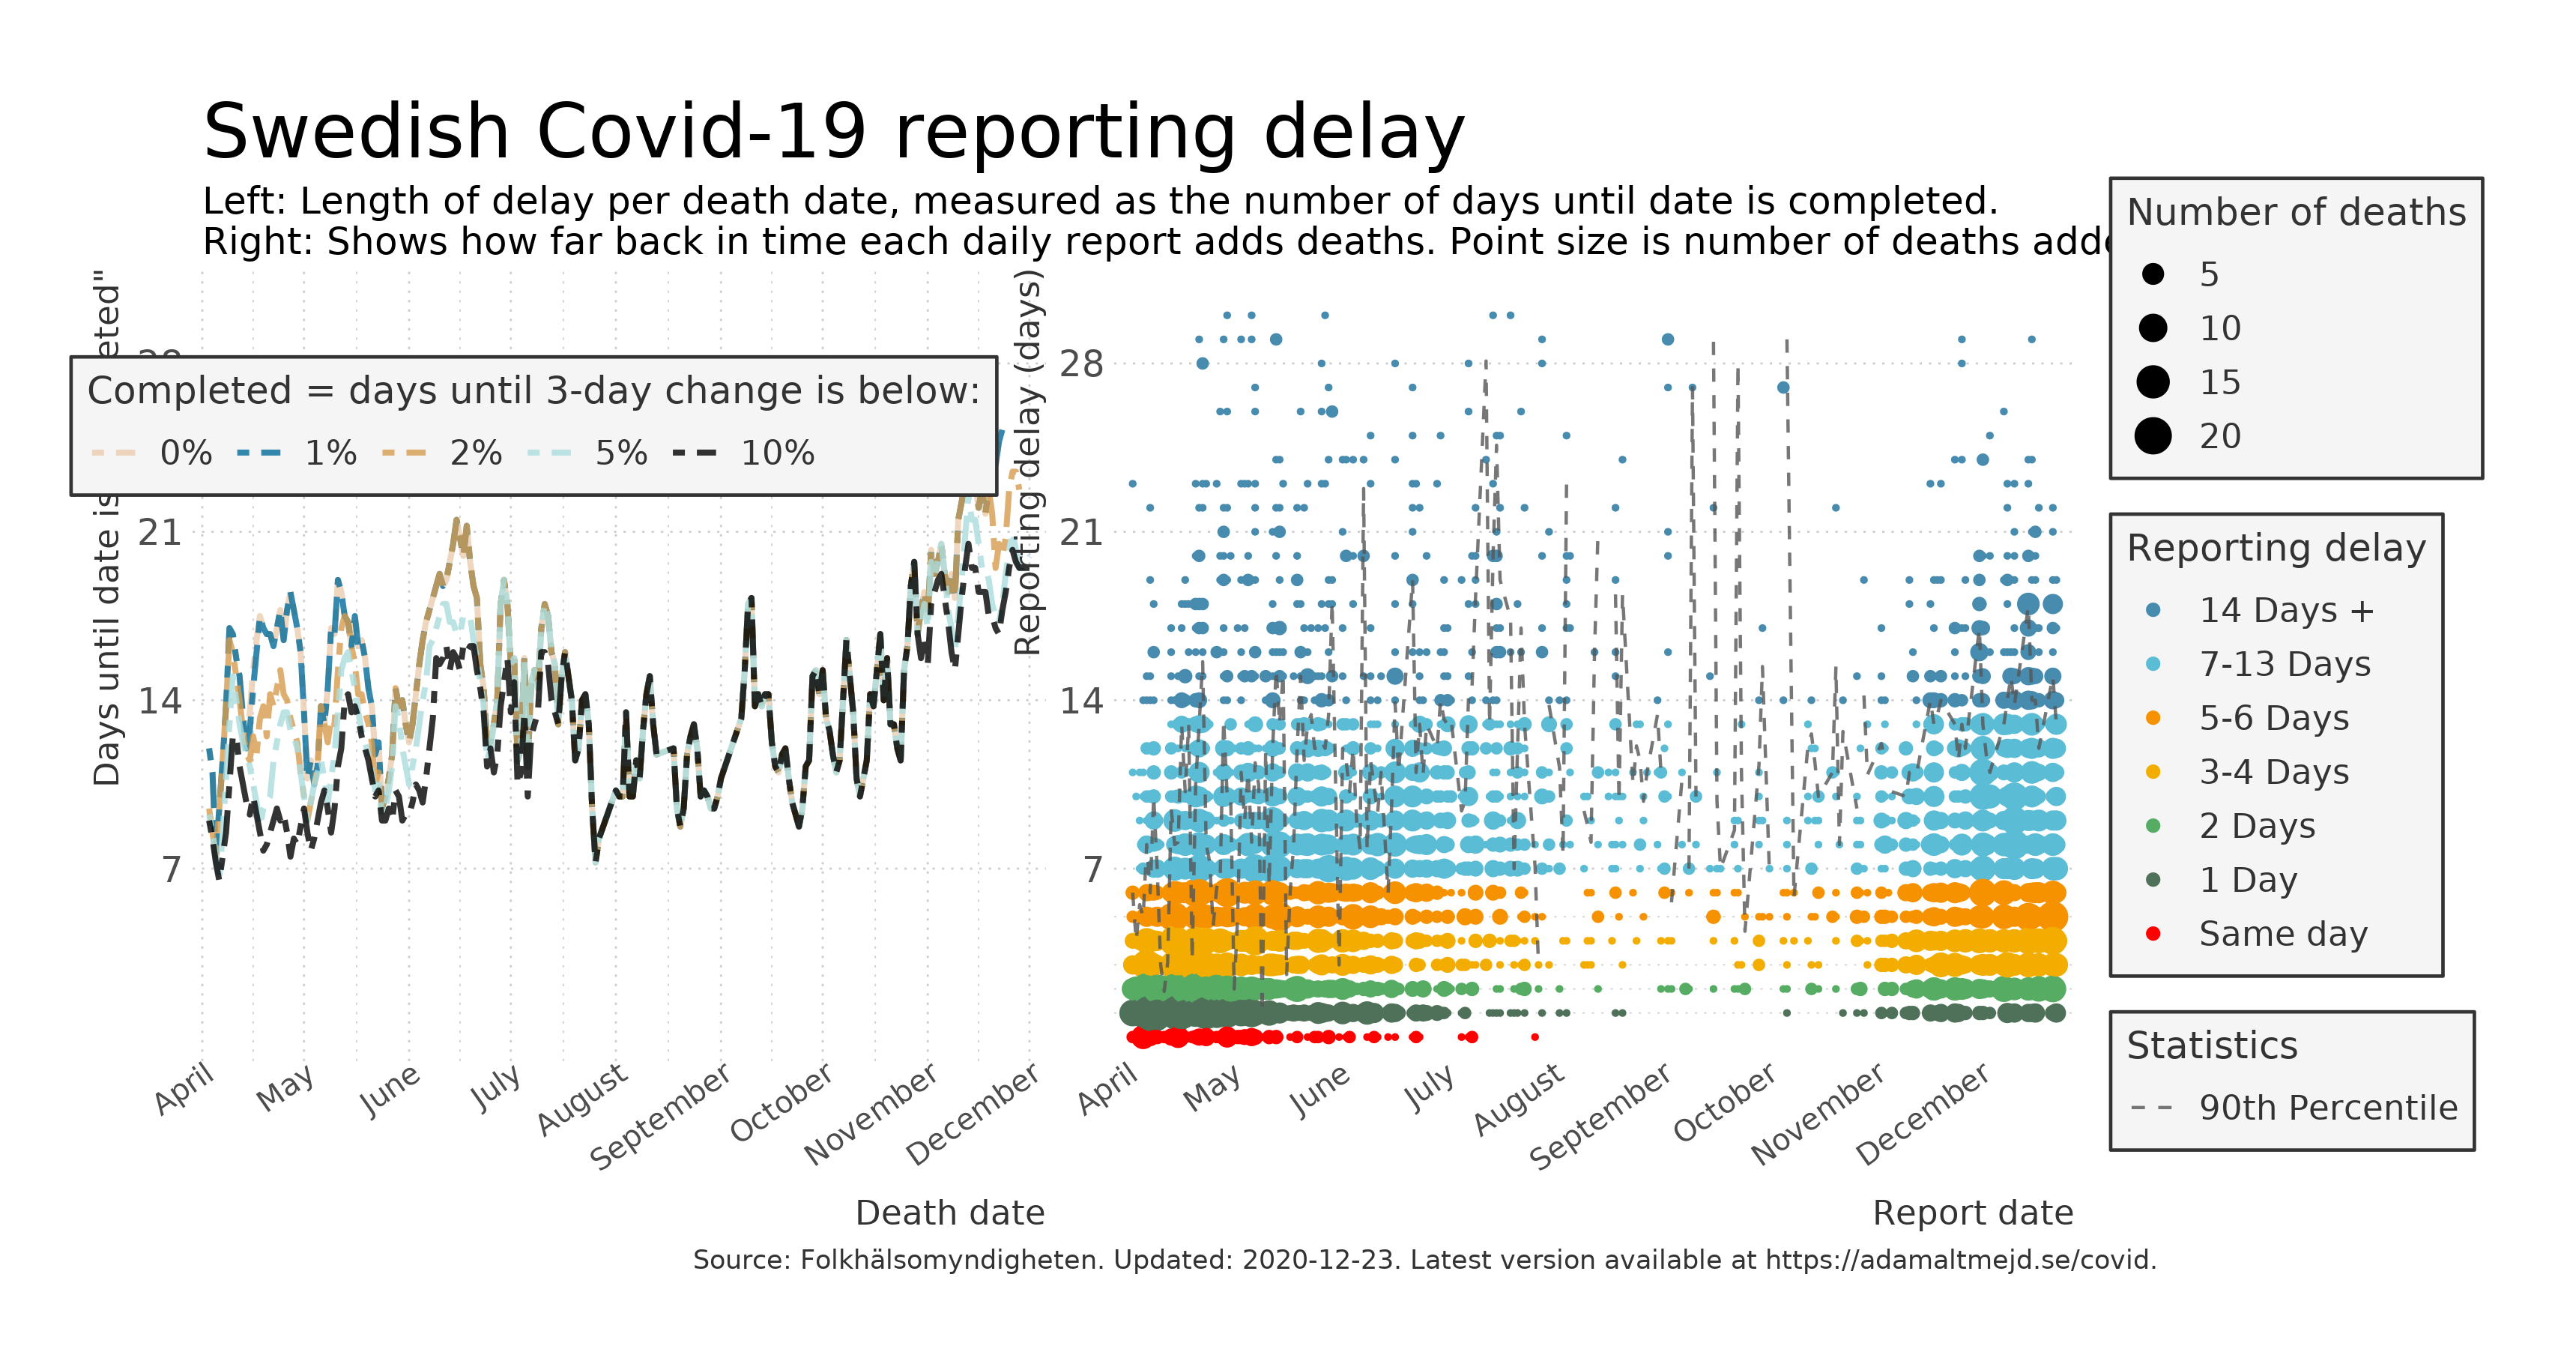 Swedish Covid-19 reporting delay
Left: Length of delay per death date, measured as the number of days until date is completed.
Right: Shows how far back in time each daily report adds deaths. Point size is number of deaths
Days until date is
21
14
7
Completed = days until 3-day change is below:
0% 1% 2% 5% 10%
April May June July August September October November December
Death date
Reporting delay (days)
28
21
14
7
April May June July August September October November December
Report date
Number of deaths
5
10
15
20
Reporting delay
14 Days +
7-13 Days
5-6 Days
3-4 Days
2 Days
1 Day
Same day
Statistics
90th Percentile
Source: Folkhälsomyndigheten. Updated: 2020-12-23. Latest version available at https://adamaltmejd.se/covid.